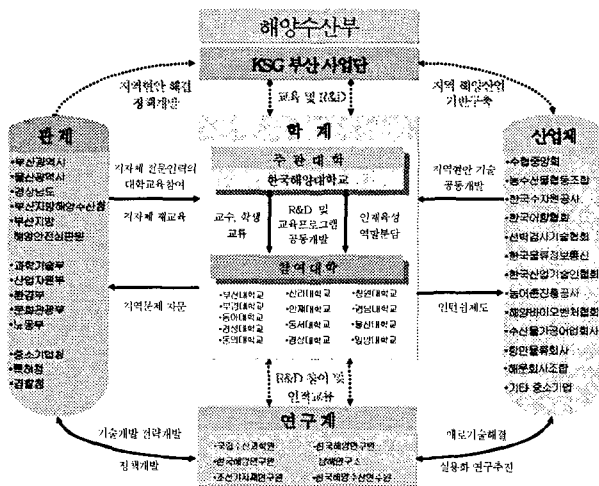 해양수산부
KSG 부산 사업단
지역현안 해결
정책개발
교육 및 R&D
지역 해양산업
기반구축
관계
•부산광역시
•울산광역시
•경상남도
•부산지방해양수산청
•부산지방
해양안전심판원
•과학기술부
•산업자원부
•환경부
•문화관광부
•노동부
•중소기업청
•특허청
•검찰청
지자체 전문인력의
대학교육참여
지자체 재교육
지역문제 자문
학계
주관대학
한국해양대학교
교수, 학생
교류
R&D 및
교육프로그램
공동개발
인재육성
역할분담
참여대학
•부산대학교
•부경대학교
•동아대학교
•경성대학교
•동의대학교
•신라대학교
•인제대학교
•동서대학교
•경상대학교
•창원대학교
•경남대학교
•울산대학교
•밀양대학교
지역현안 기술
공동개발
인턴쉽제도
산업체
•수협중앙회
•농수산물협동조합
•한국수자원공사
•한국어항협회
•선박검사기술협회
•한국물류정보통신
•한국산업기술인협회
•농어촌진흥공사
•해양바이오벤처협회
•수산물가공어업회사
•항만물류회사
•해운회사조합
•기타 중소기업
R&D 참여 및
인적교류
연구계
•국립수산과학원
•한국해양연구원
•조선기자재연구원
•한국해양연구원
남해연구소
•한국해양수산연수원
기술개발 전략개발
정책개발
애로기술해결
실용화 연구추진